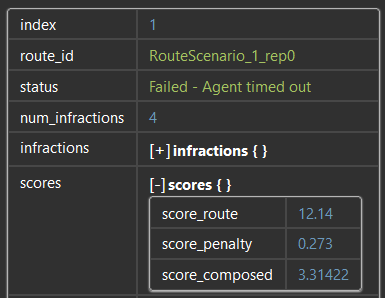 index 1
route_id RouteScenario_1_rep0
status Failed - Agent timed out
num_infractions 4
infractions [+]infractions { }
scores [-]scores { }
score_route 12.14
score_penalty 0.273
score_composed 3.31422